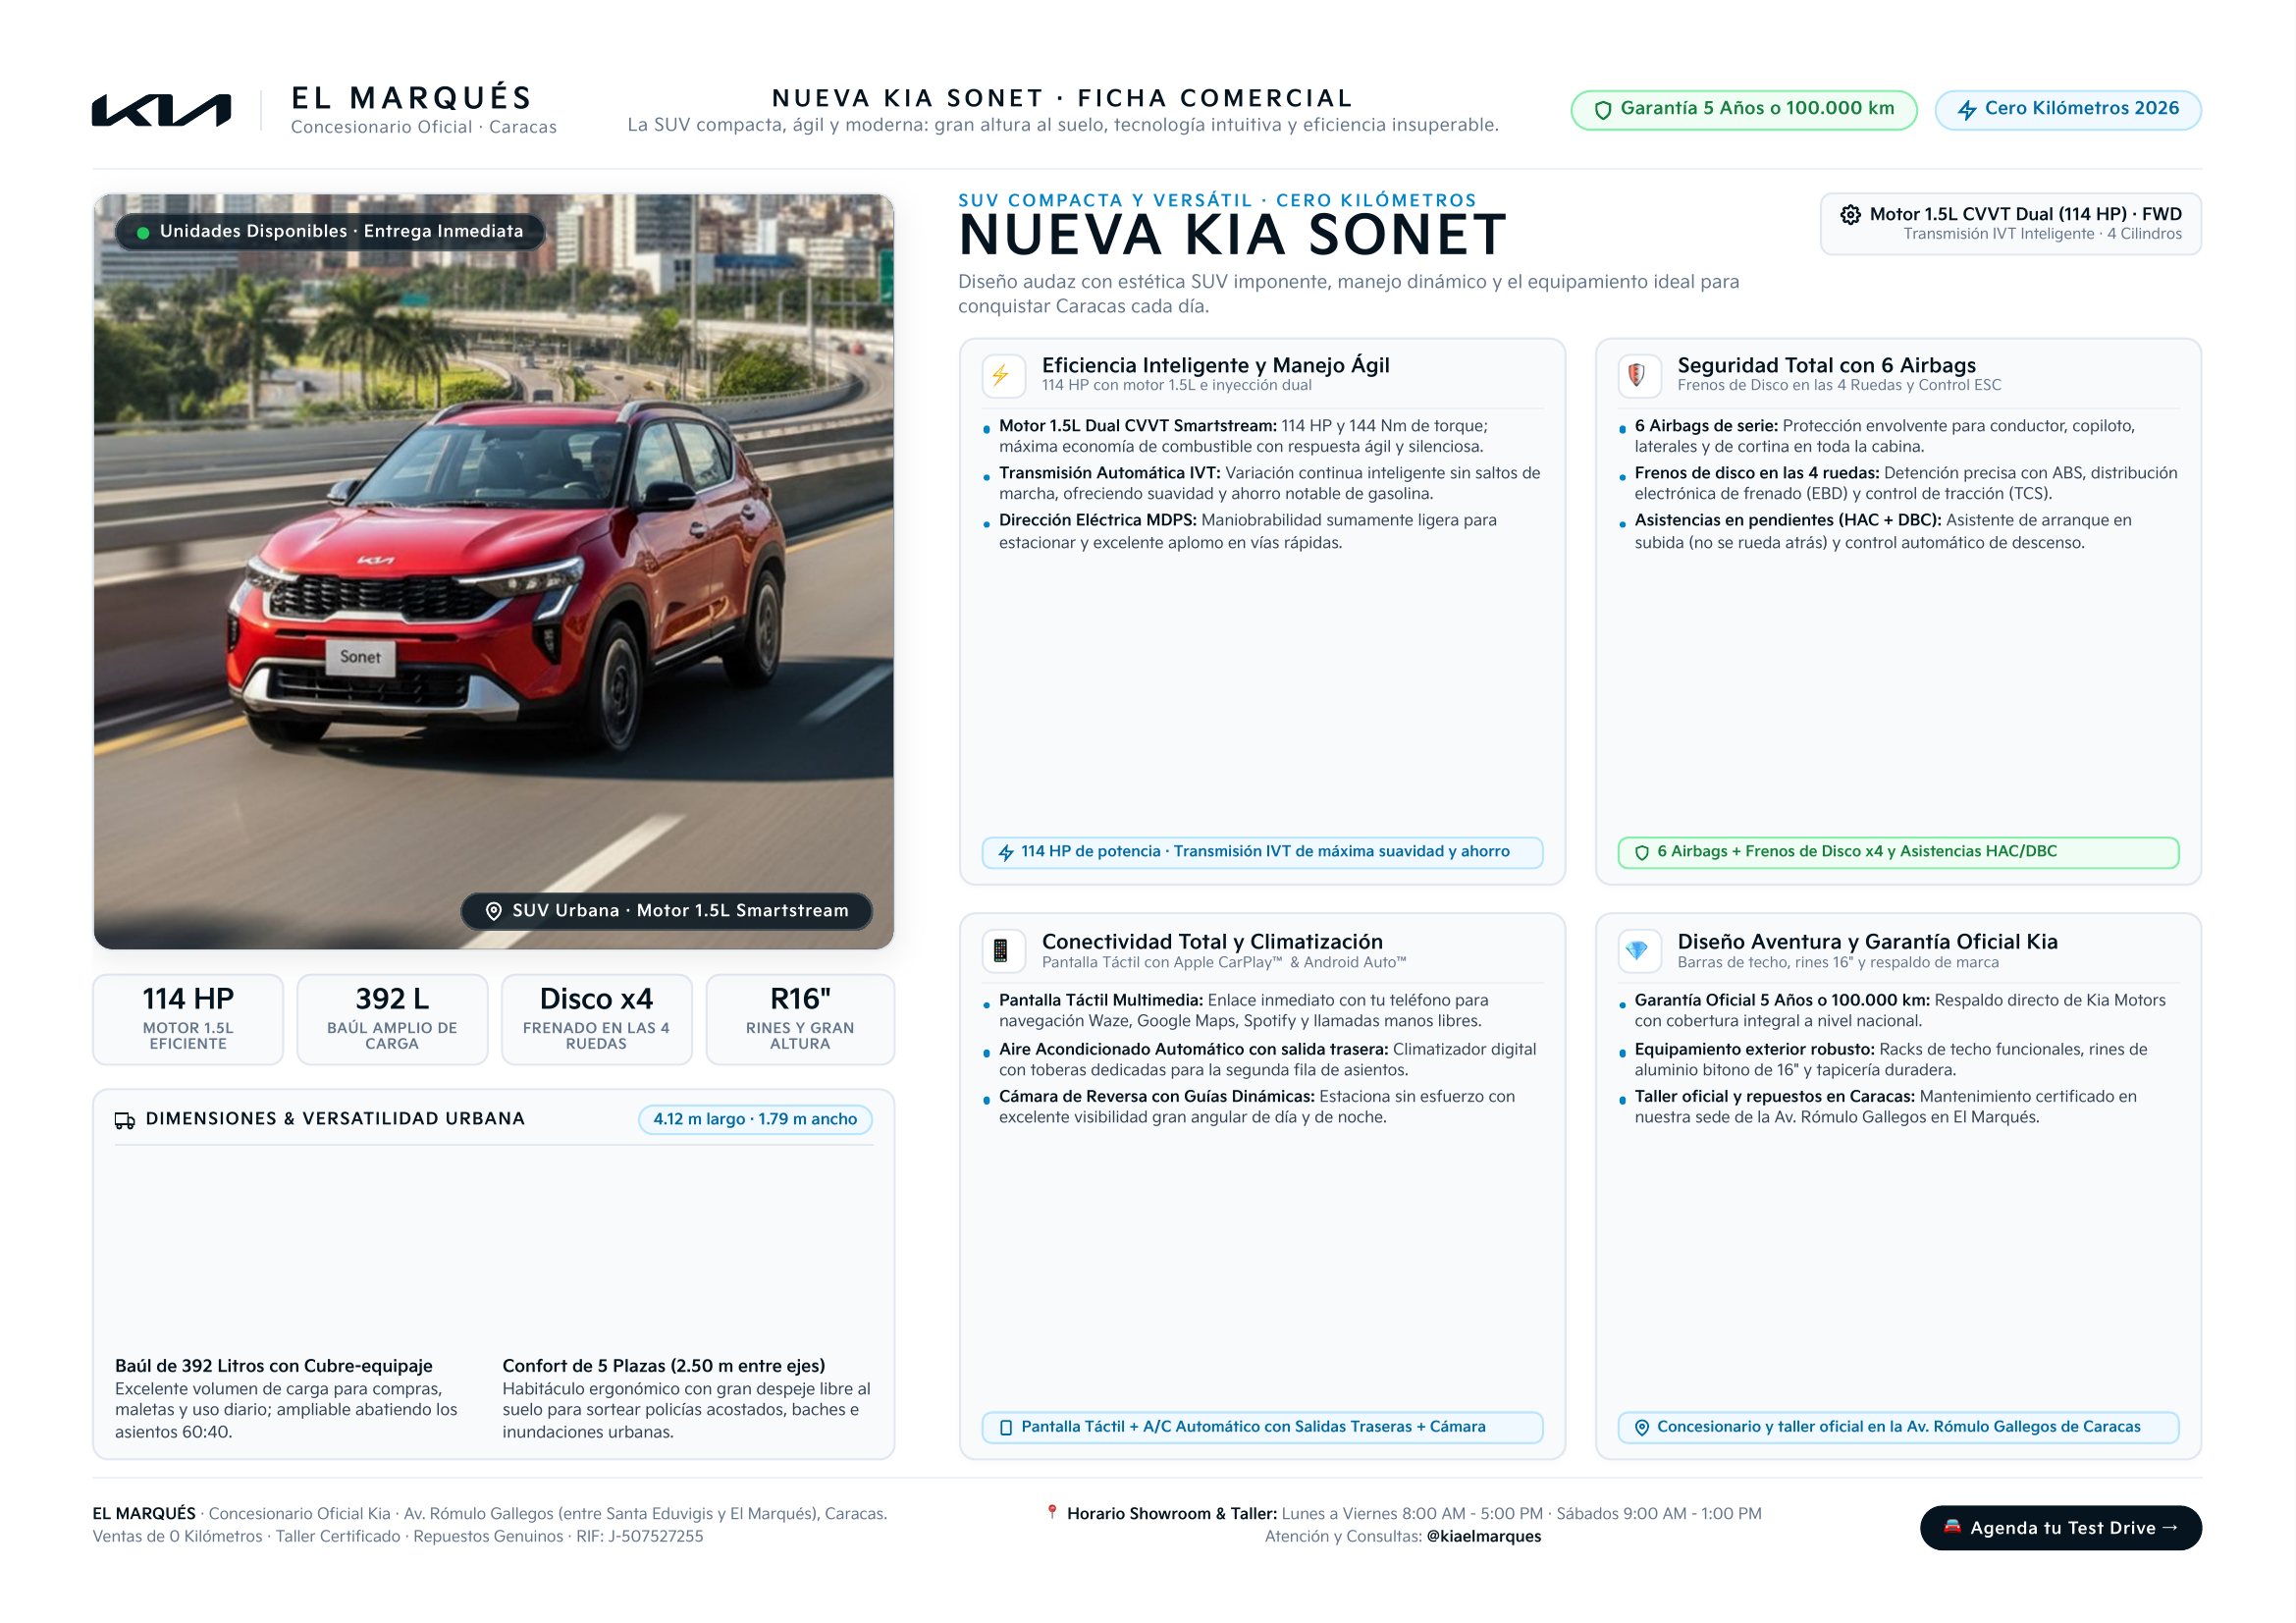 KIA
EL MARQUÉS
Concesionario Oficial · Caracas
NUEVA KIA SONET · FICHA COMERCIAL
La SUV compacta, ágil y moderna: gran altura al suelo, tecnología intuitiva y eficiencia insuperable.
Garantía 5 Años o 100.000 km
Cero Kilómetros 2026
Unidades Disponibles · Entrega Inmediata
KIA
Sonet
SUV Urbana · Motor 1.5L Smartstream
114 HP
MOTOR 1.5L
EFICIENTE
392 L
BAÚL AMPLIO DE
CARGA
Disco x4
FRENADO EN LAS 4
RUEDAS
R16"
RINES Y GRAN
ALTURA
DIMENSIONES & VERSATILIDAD URBANA
4.12 m largo · 1.79 m ancho
Baúl de 392 Litros con Cubre-equipaje
Excelente volumen de carga para compras,
maletas y uso diario; ampliable abatiendo los
asientos 60:40.
Confort de 5 Plazas (2.50 m entre ejes)
Habitáculo ergonómico con gran despeje libre al
suelo para sortear policías acostados, baches e
inundaciones urbanas.
SUV COMPACTA Y VERSÁTIL · CERO KILÓMETROS
NUEVA KIA SONET
Diseño audaz con estética SUV imponente, manejo dinámico y el equipamiento ideal para
conquistar Caracas cada día.
Motor 1.5L CVVT Dual (114 HP) · FWD
Transmisión IVT Inteligente · 4 Cilindros
Eficiencia Inteligente y Manejo Ágil
114 HP con motor 1.5L e inyección dual
• Motor 1.5L Dual CVVT Smartstream: 114 HP y 144 Nm de torque;
máxima economía de combustible con respuesta ágil y silenciosa.
• Transmisión Automática IVT: Variación continua inteligente sin saltos de
marcha, ofreciendo suavidad y ahorro notable de gasolina.
• Dirección Eléctrica MDPS: Maniobrabilidad sumamente ligera para
estacionar y excelente aplomo en vías rápidas.
114 HP de potencia · Transmisión IVT de máxima suavidad y ahorro
Seguridad Total con 6 Airbags
Frenos de Disco en las 4 Ruedas y Control ESC
• 6 Airbags de serie: Protección envolvente para conductor, copiloto,
laterales y de cortina en toda la cabina.
• Frenos de disco en las 4 ruedas: Detención precisa con ABS, distribución
electrónica de frenado (EBD) y control de tracción (TCS).
• Asistencias en pendientes (HAC + DBC): Asistente de arranque en
subida (no se rueda atrás) y control automático de descenso.
6 Airbags + Frenos de Disco x4 y Asistencias HAC/DBC
Conectividad Total y Climatización
Pantalla Táctil con Apple CarPlay™ & Android Auto™
• Pantalla Táctil Multimedia: Enlace inmediato con tu teléfono para
navegación Waze, Google Maps, Spotify y llamadas manos libres.
• Aire Acondicionado Automático con salida trasera: Climatizador digital
con toberas dedicadas para la segunda fila de asientos.
• Cámara de Reversa con Guías Dinámicas: Estaciona sin esfuerzo con
excelente visibilidad gran angular de día y de noche.
Pantalla Táctil + A/C Automático con Salidas Traseras + Cámara
Diseño Aventura y Garantía Oficial Kia
Barras de techo, rines 16" y respaldo de marca
• Garantía Oficial 5 Años o 100.000 km: Respaldo directo de Kia Motors
con cobertura integral a nivel nacional.
• Equipamiento exterior robusto: Racks de techo funcionales, rines de
aluminio bitono de 16" y tapicería duradera.
• Taller oficial y repuestos en Caracas: Mantenimiento certificado en
nuestra sede de la Av. Rómulo Gallegos en El Marqués.
Concesionario y taller oficial en la Av. Rómulo Gallegos de Caracas
EL MARQUÉS · Concesionario Oficial Kia · Av. Rómulo Gallegos (entre Santa Eduvigis y El Marqués), Caracas.
Ventas de 0 Kilómetros · Taller Certificado · Repuestos Genuinos · RIF: J-507527255
Horario Showroom & Taller: Lunes a Viernes 8:00 AM - 5:00 PM · Sábados 9:00 AM - 1:00 PM
Atención y Consultas: @kiaelmarques
Agenda tu Test Drive →